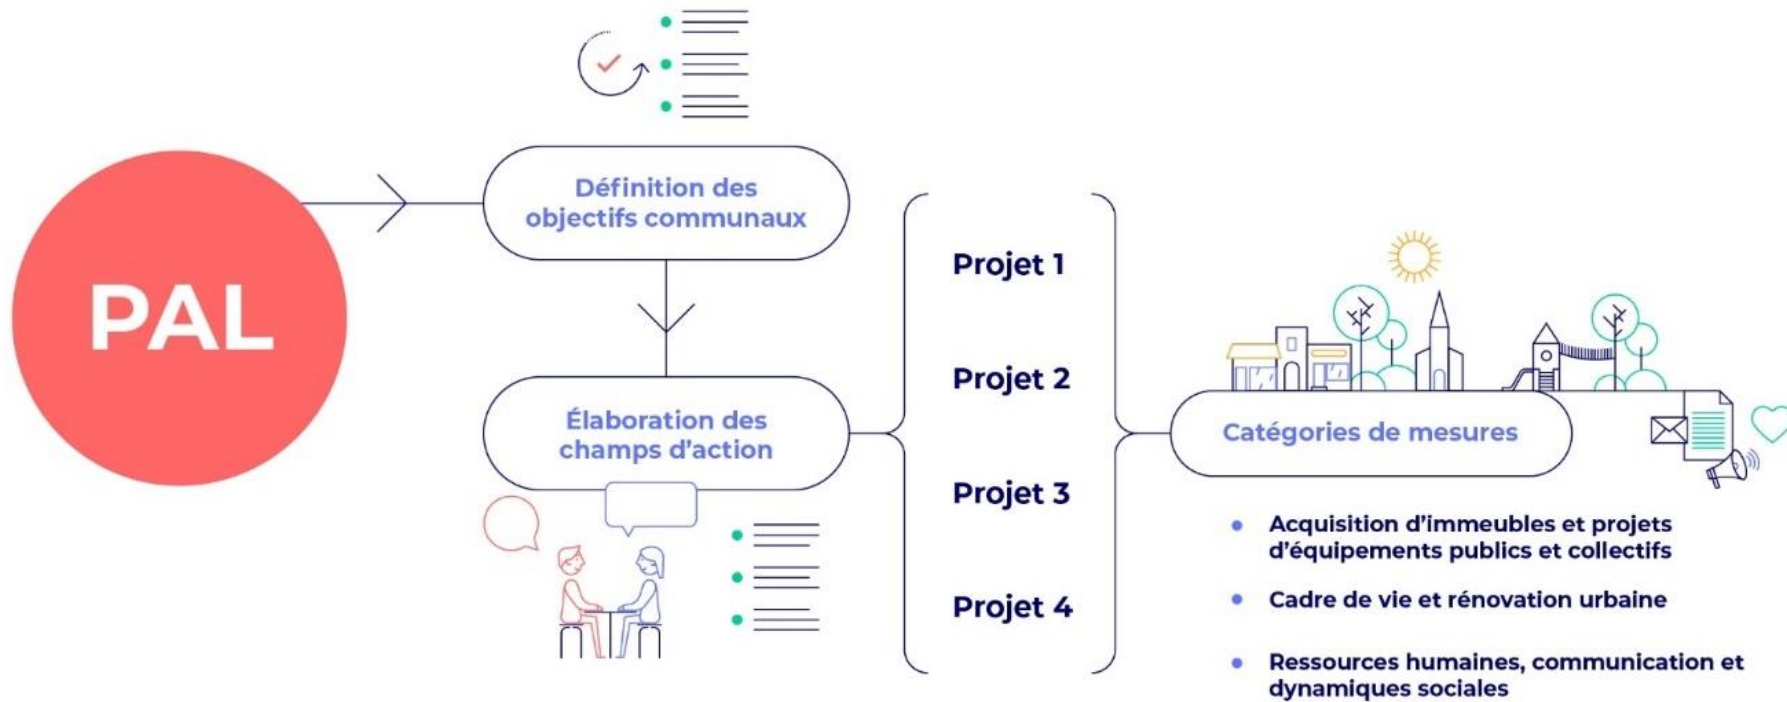 PAL
Définition des
objectifs communaux
Élaboration des
champs d’action
Projet 1
Projet 2
Projet 3
Projet 4
Catégories de mesures
• Acquisition d’immeubles et projets
d’équipements publics et collectifs
• Cadre de vie et rénovation urbaine
• Ressources humaines, communication et
dynamiques sociales